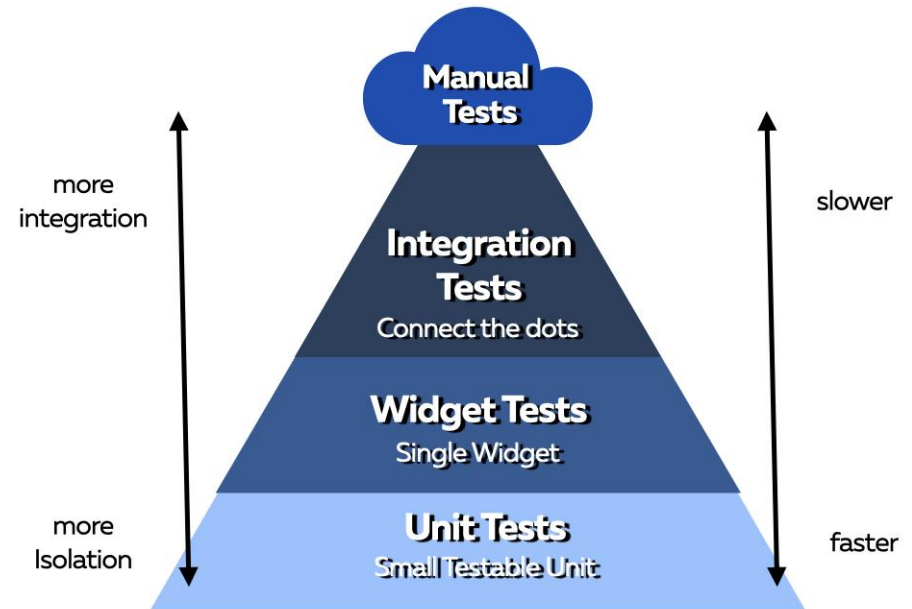 Manual
Tests
more
integration
slower
Integration
Tests
Connect the dots
Widget Tests
Single Widget
more
Isolation
Unit Tests
Small Testable Unit
faster